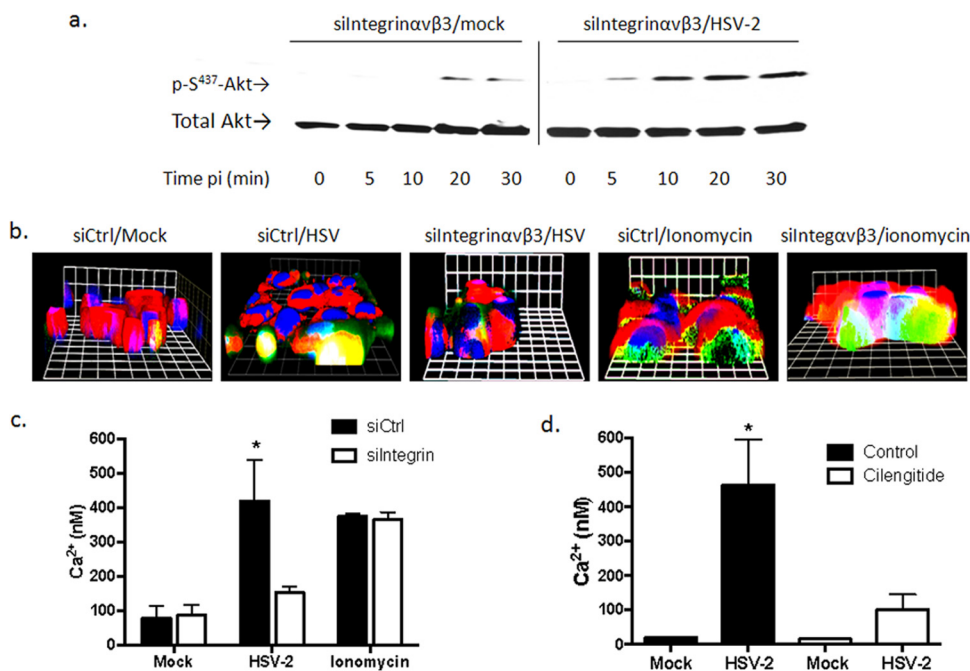 a.
siIntegrinαvβ3/mock siIntegrinαvβ3/HSV-2
p-S⁴³⁷-Akt→
Total Akt→
Time pi (min) 0 5 10 20 30 0 5 10 20 30
b.
siCtrl/Mock siCtrl/HSV siIntegrinαvβ3/HSV siCtrl/Ionomycin siIntegαvβ3/ionomycin
c.
siCtrl
siIntegrin
*
Ca²⁺ (nM)
600
500
400
300
200
100
0
Mock HSV-2 Ionomycin
d.
Control
Cilengitide
*
Ca²⁺ (nM)
600
500
400
300
200
100
0
Mock HSV-2 Mock HSV-2